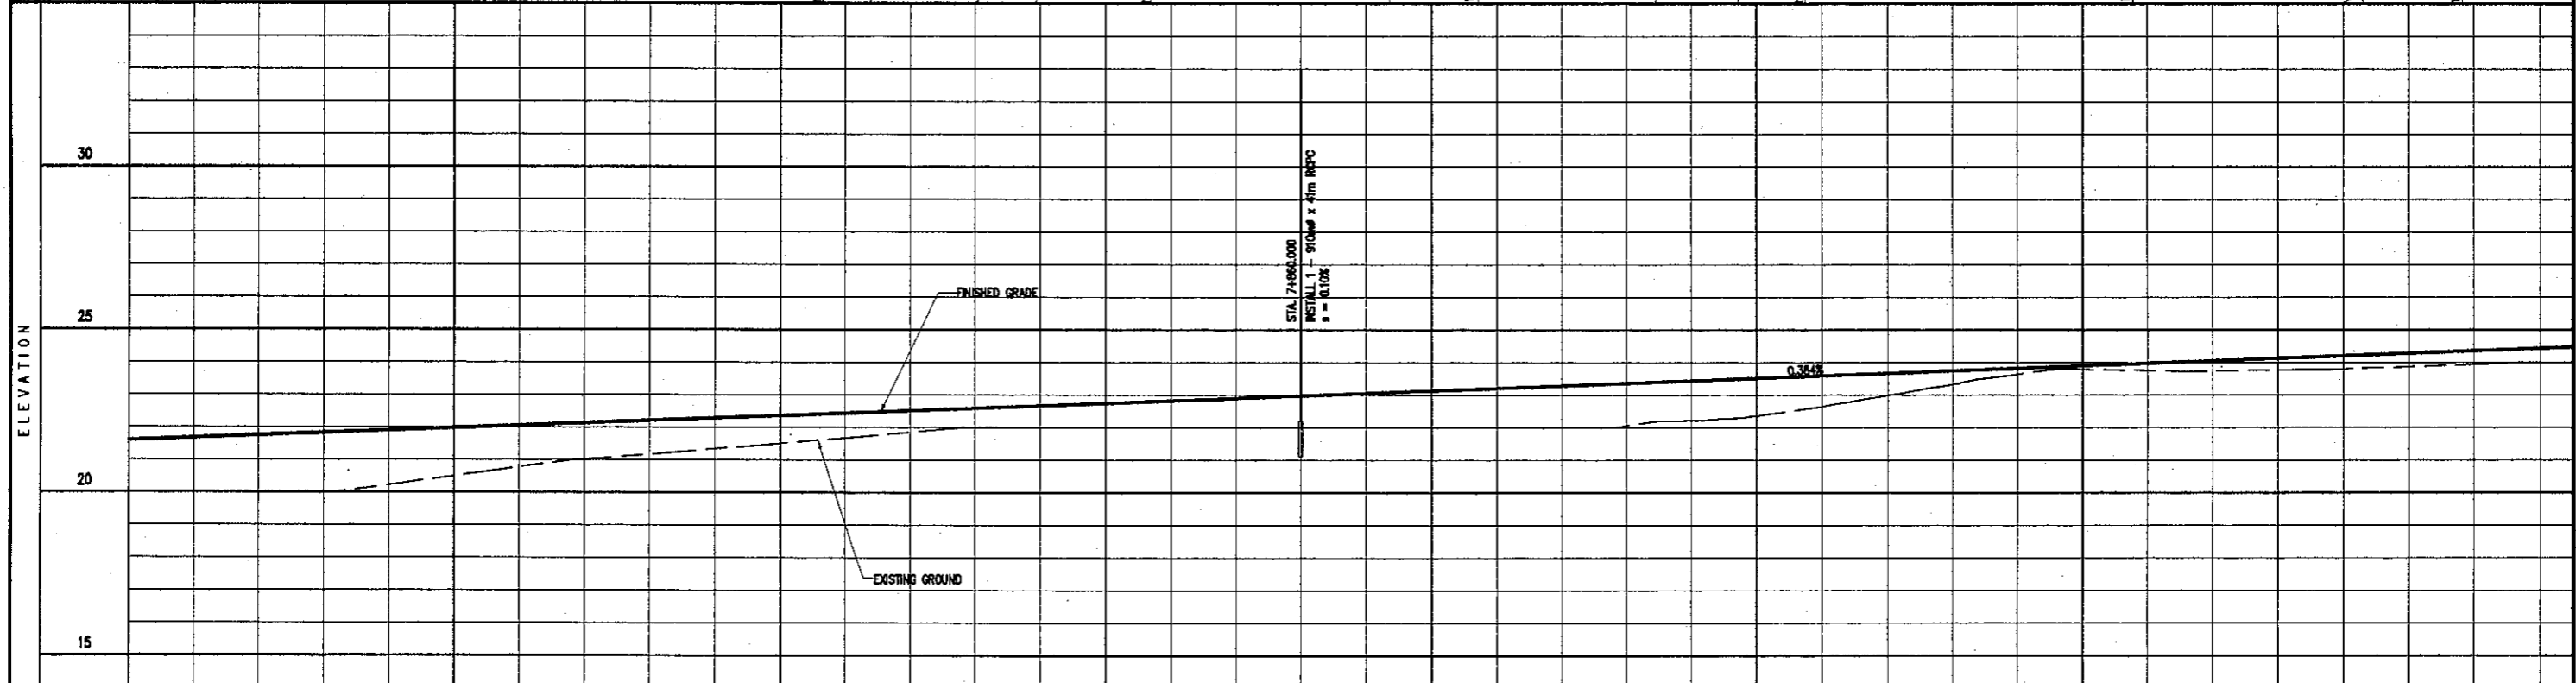 ELEVATION
30
25
20
15
FINISHED GRADE
EXISTING GROUND
STA. 7+860.000
INSTALL 1 - 910mmø x 41m RCPC
s = 0.10%
0.384%